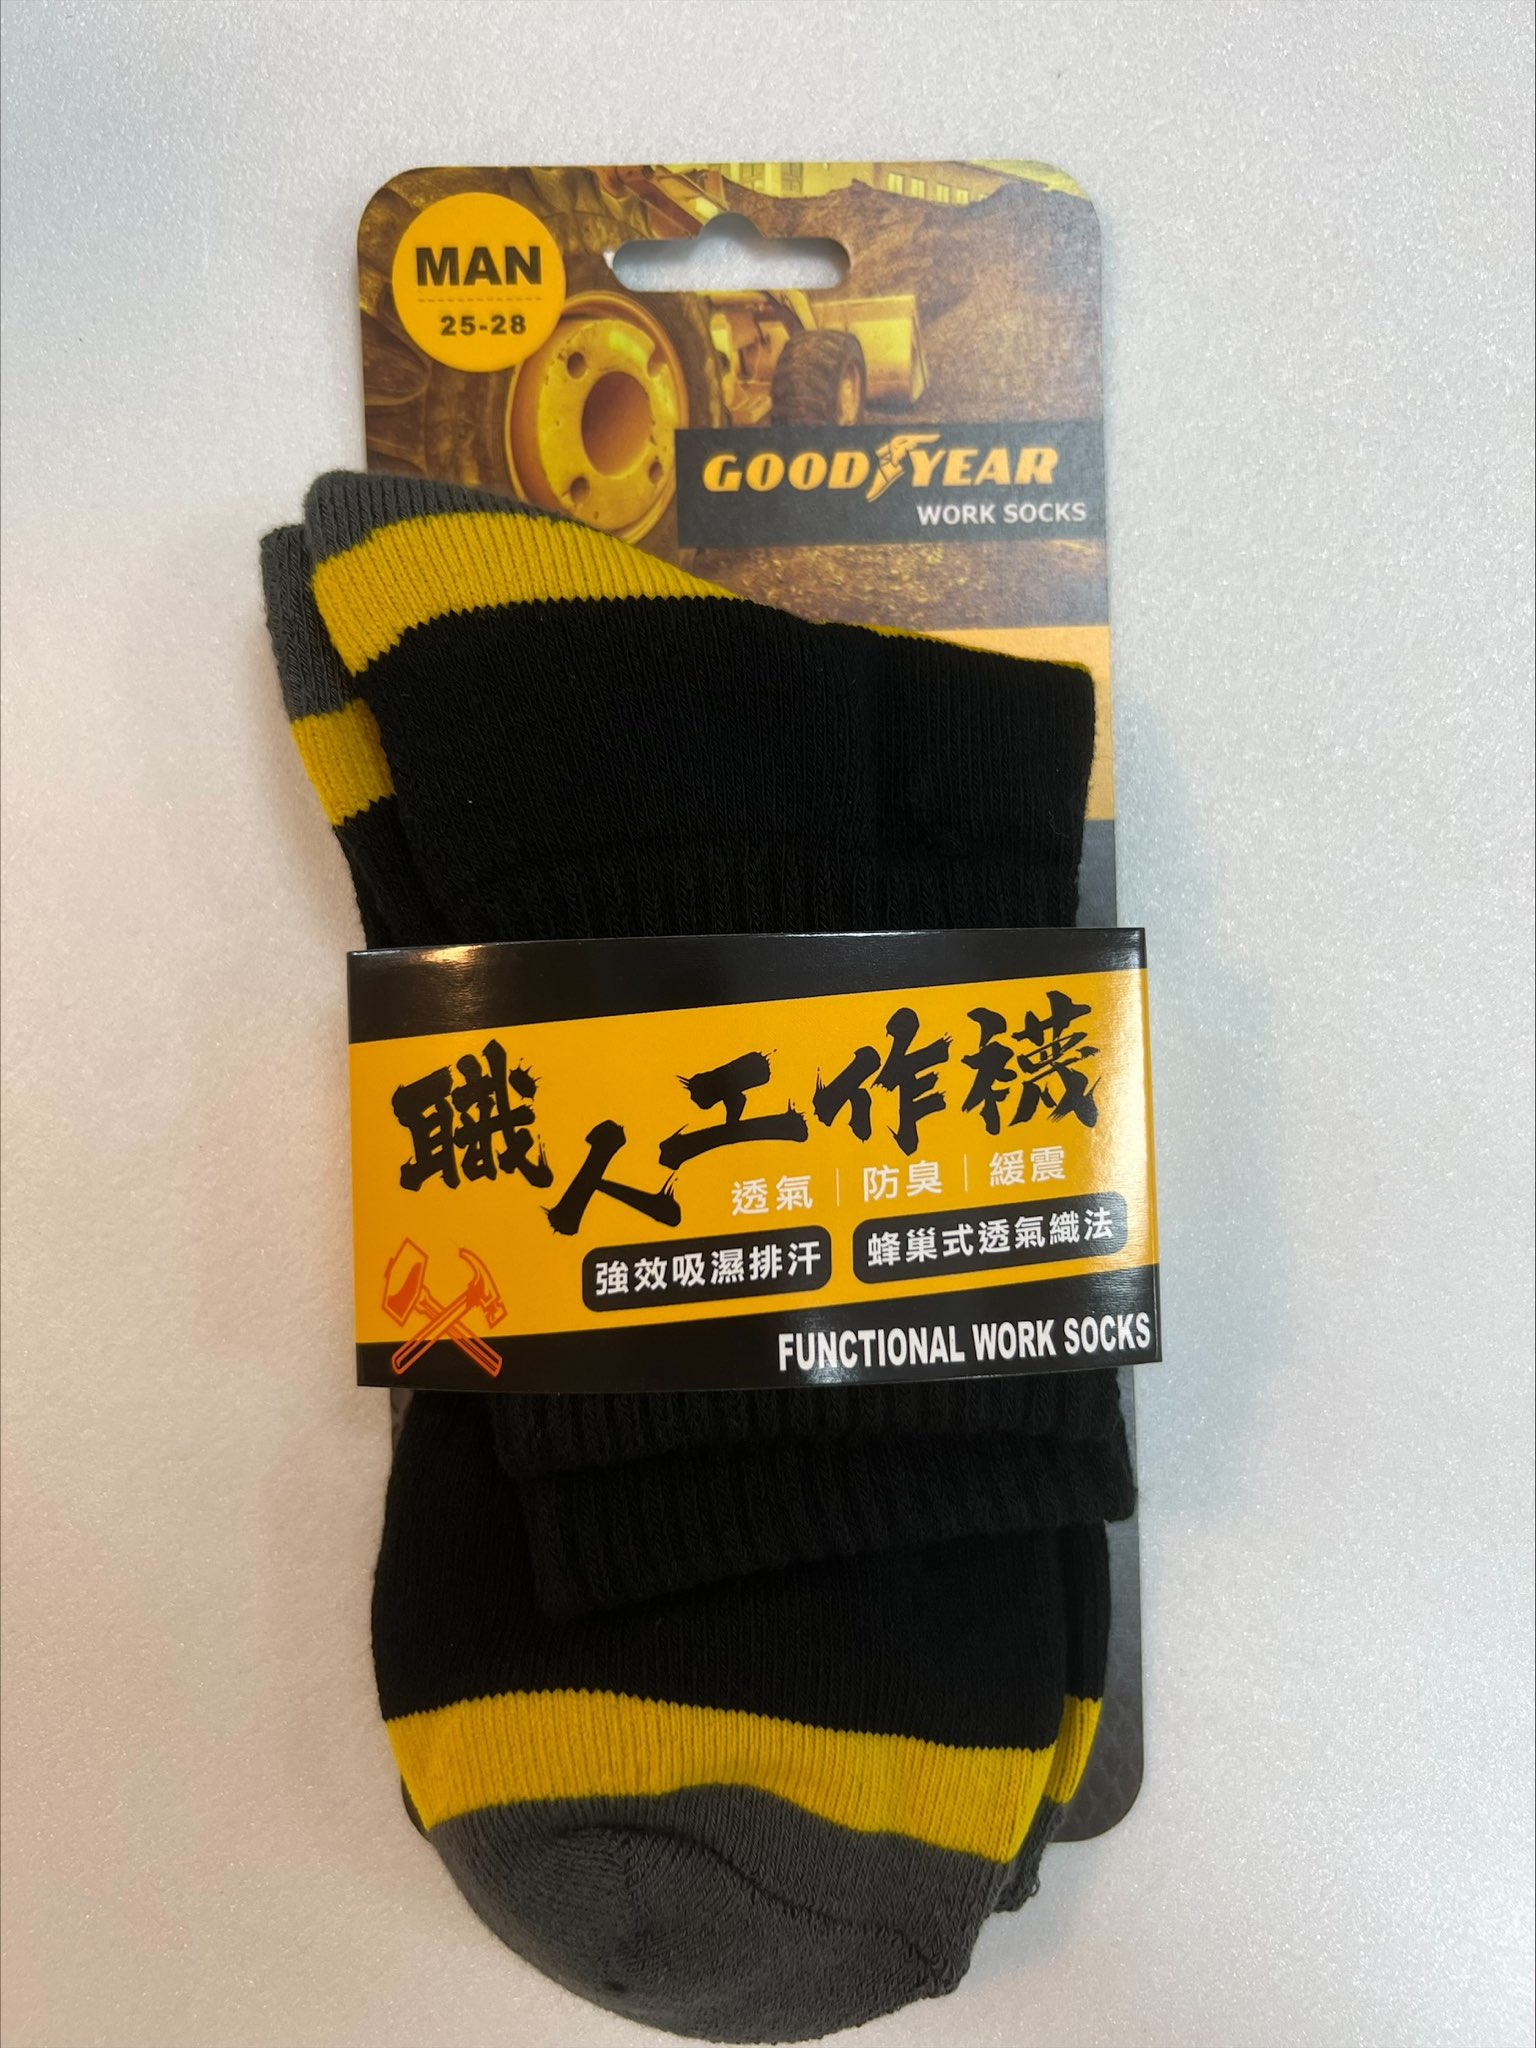 MAN
25-28
GOODYEAR
WORK SOCKS
職人工作襪
透氣｜防臭｜緩震
強效吸濕排汗 蜂巢式透氣織法
FUNCTIONAL WORK SOCKS